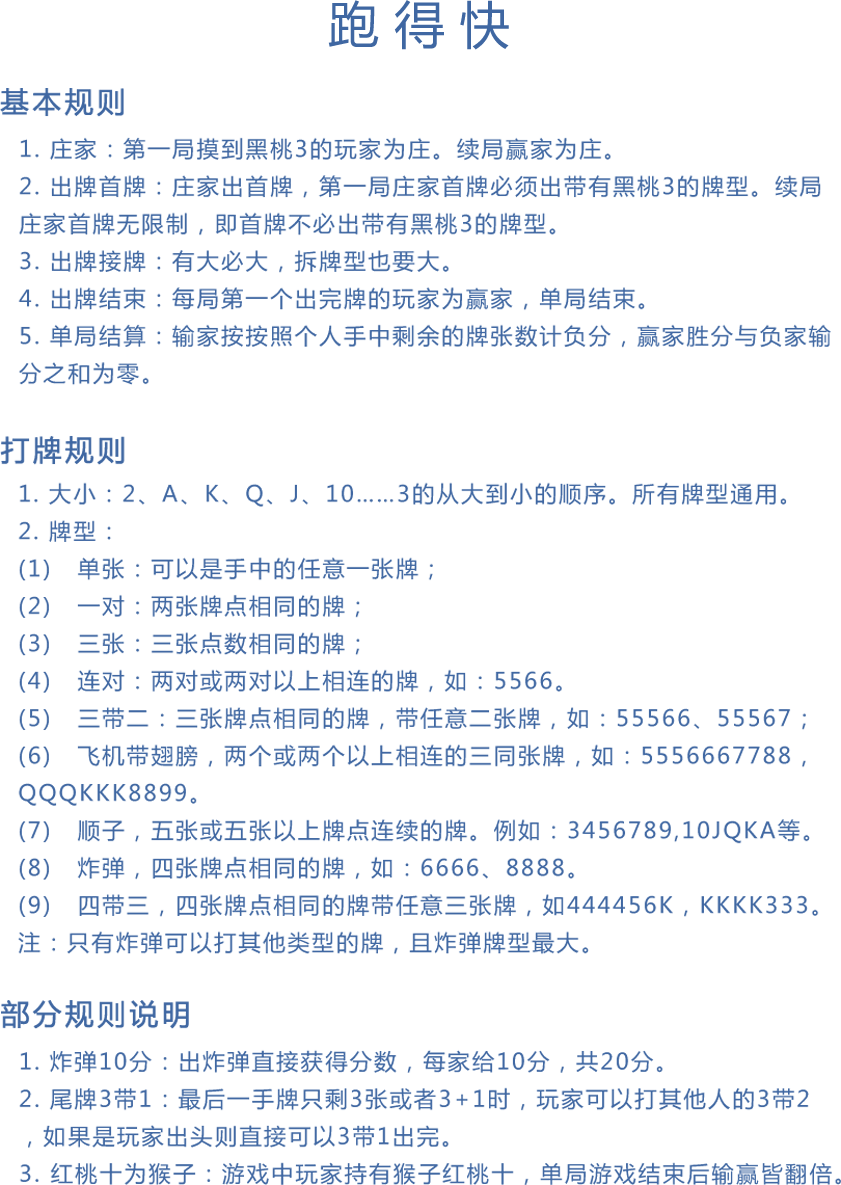 跑得快
基本规则
1. 庄家：第一局摸到黑桃3的玩家为庄。续局赢家为庄。
2. 出牌首牌：庄家出首牌，第一局庄家首牌必须出带有黑桃3的牌型。续局
庄家首牌无限制，即首牌不必出带有黑桃3的牌型。
3. 出牌接牌：有大必大，拆牌型也要大。
4. 出牌结束：每局第一个出完牌的玩家为赢家，单局结束。
5. 单局结算：输家按按照个人手中剩余的牌张数计负分，赢家胜分与负家输
分之和为零。
打牌规则
1. 大小：2、A、K、Q、J、10……3的从大到小的顺序。所有牌型通用。
2. 牌型：
(1) 单张：可以是手中的任意一张牌；
(2) 一对：两张牌点相同的牌；
(3) 三张：三张点数相同的牌；
(4) 连对：两对或两对以上相连的牌，如：5566。
(5) 三带二：三张牌点相同的牌，带任意二张牌，如：55566、55567；
(6) 飞机带翅膀，两个或两个以上相连的三同张牌，如：5556667788，
QQQKKK8899。
(7) 顺子，五张或五张以上牌点连续的牌。例如：3456789,10JQKA等。
(8) 炸弹，四张牌点相同的牌，如：6666、8888。
(9) 四带三，四张牌点相同的牌带任意三张牌，如444456K，KKKK333。
注：只有炸弹可以打其他类型的牌，且炸弹牌型最大。
部分规则说明
1. 炸弹10分：出炸弹直接获得分数，每家给10分，共20分。
2. 尾牌3带1：最后一手牌只剩3张或者3+1时，玩家可以打其他人的3带2
，如果是玩家出头则直接可以3带1出完。
3. 红桃十为猴子：游戏中玩家持有猴子红桃十，单局游戏结束后输赢皆翻倍。